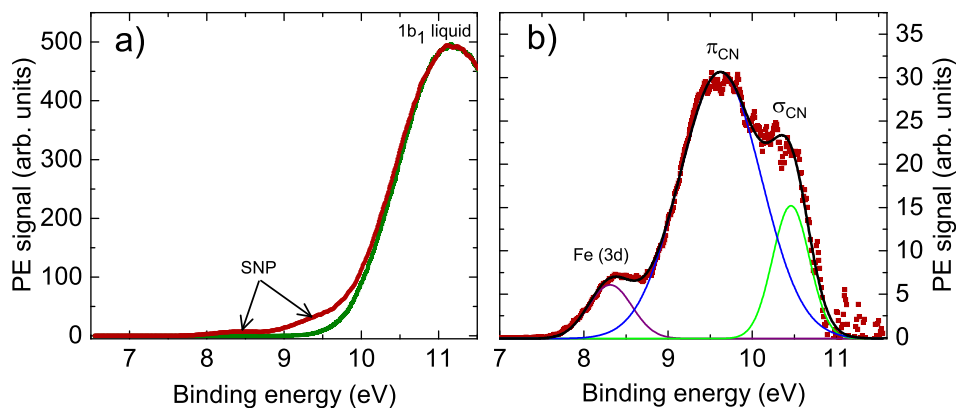 a)
1b₁ liquid
SNP
PE signal (arb. units)
500
400
300
200
100
0
7 8 9 10 11
Binding energy (eV)
b)
π_CN
σ_CN
Fe (3d)
35
30
25
20
15
10
5
0
PE signal (arb. units)
7 8 9 10 11
Binding energy (eV)